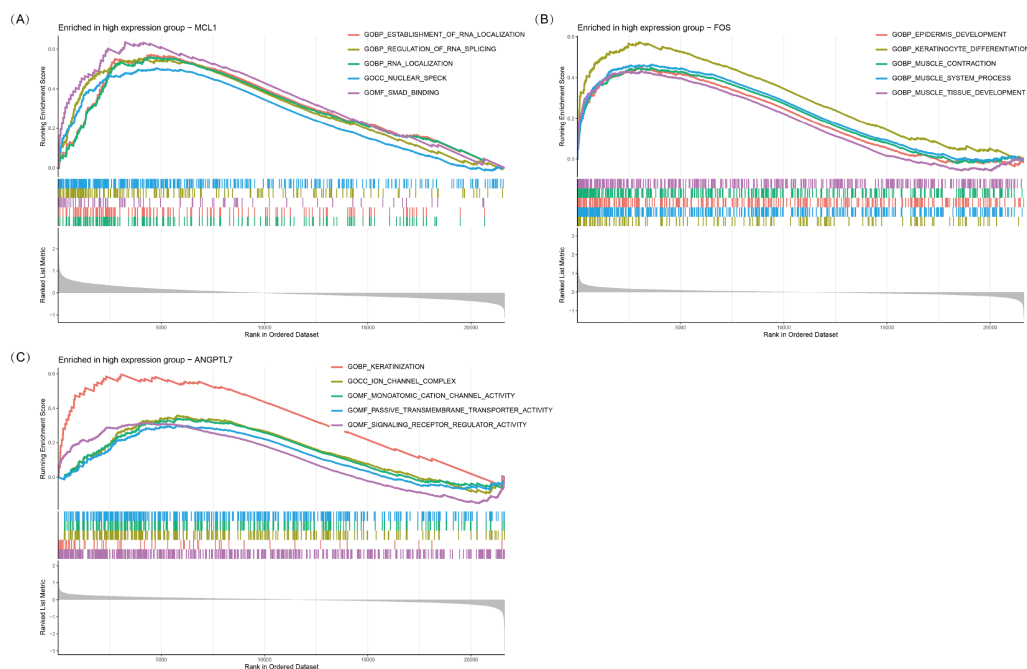 (A)
Enriched in high expression group − MCL1
GOBP_ESTABLISHMENT_OF_RNA_LOCALIZATION
GOBP_REGULATION_OF_RNA_SPLICING
GOBP_RNA_LOCALIZATION
GOCC_NUCLEAR_SPECK
GOMF_SMAD_BINDING
Running Enrichment Score
0.6
0.4
0.2
0.0
Ranked List Metric
2
1
0
−1
5000
10000
15000
20000
Rank in Ordered Dataset
(B)
Enriched in high expression group − FOS
GOBP_EPIDERMIS_DEVELOPMENT
GOBP_KERATINOCYTE_DIFFERENTIATION
GOBP_MUSCLE_CONTRACTION
GOBP_MUSCLE_SYSTEM_PROCESS
GOBP_MUSCLE_TISSUE_DEVELOPMENT
Running Enrichment Score
0.4
0.2
0.0
Ranked List Metric
3
2
1
0
−1
5000
10000
15000
20000
Rank in Ordered Dataset
(C)
Enriched in high expression group − ANGPTL7
GOBP_KERATINIZATION
GOCC_ION_CHANNEL_COMPLEX
GOMF_MONOATOMIC_CATION_CHANNEL_ACTIVITY
GOMF_PASSIVE_TRANSMEMBRANE_TRANSPORTER_ACTIVITY
GOMF_SIGNALING_RECEPTOR_REGULATOR_ACTIVITY
Running Enrichment Score
0.6
0.4
0.2
0.0
Ranked List Metric
1
0
−1
−2
−3
5000
10000
15000
20000
Rank in Ordered Dataset